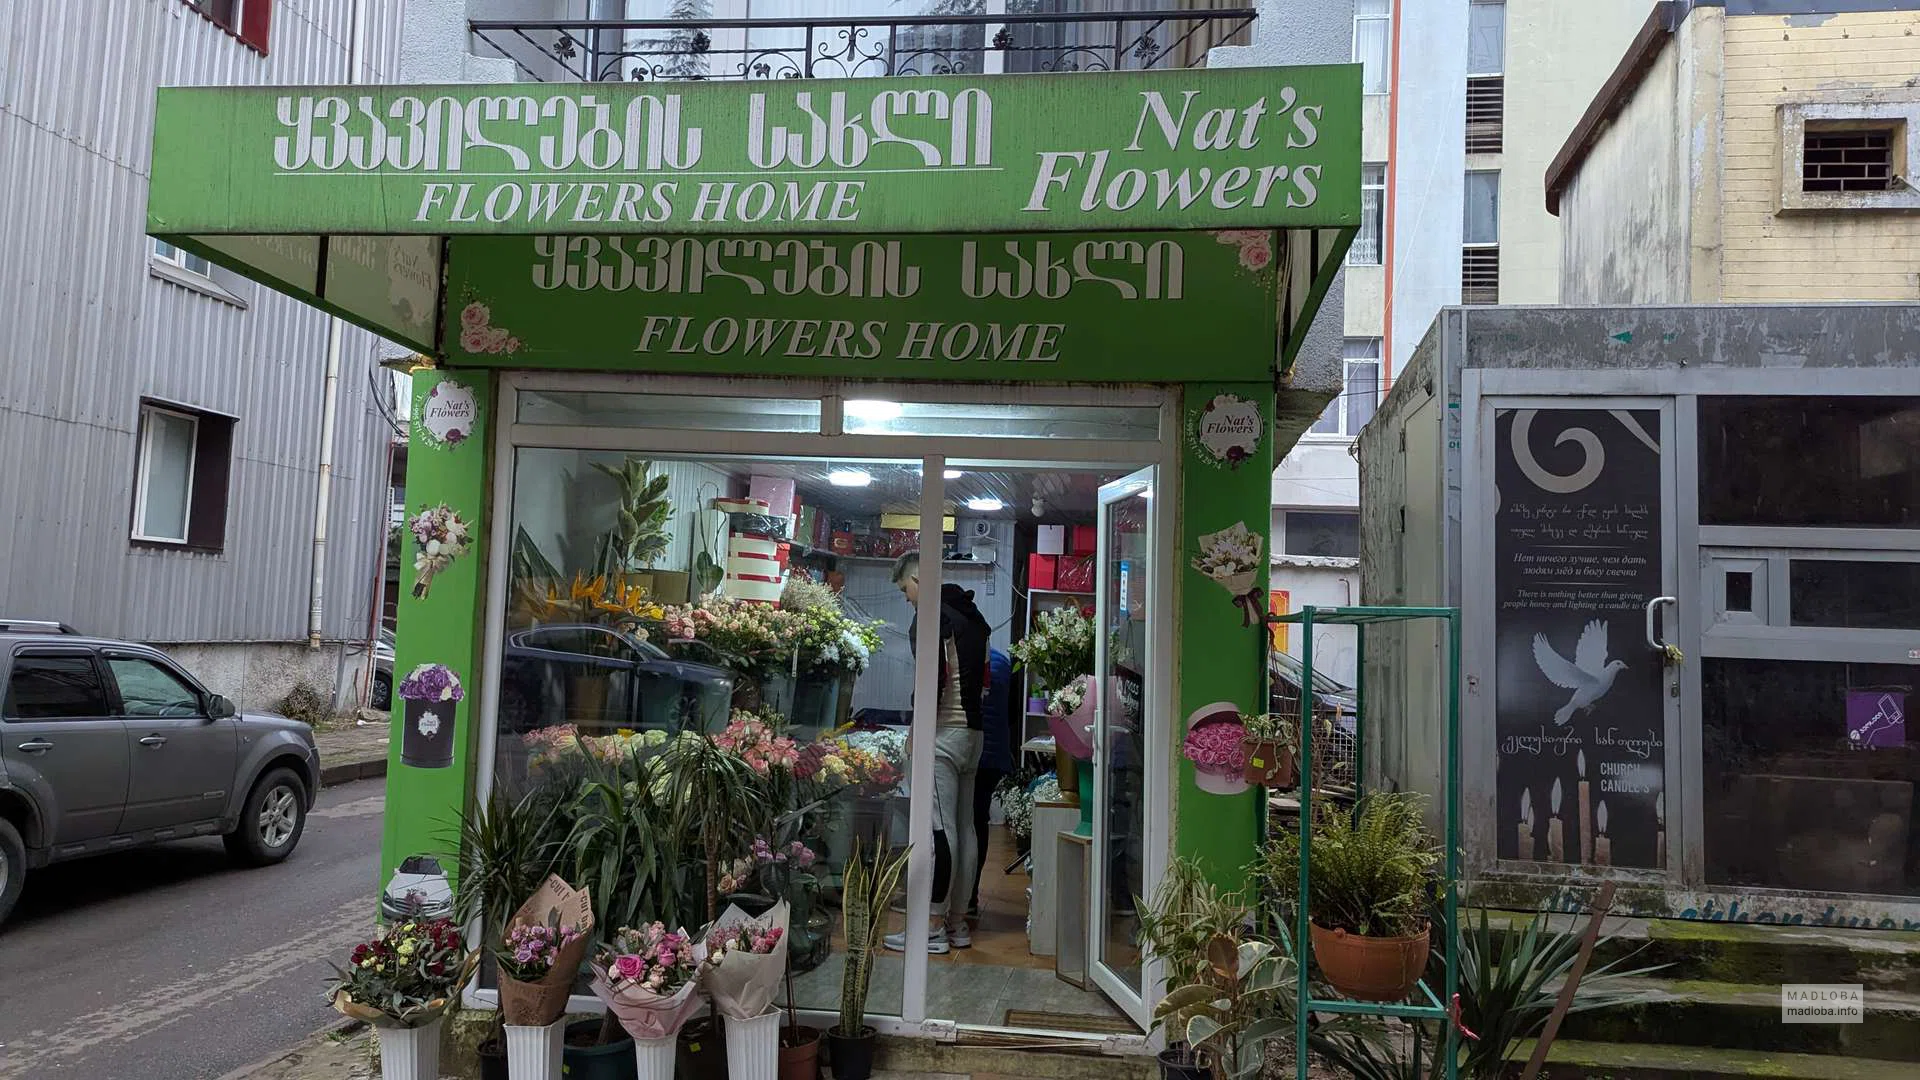 ყვავილების სახლი
FLOWERS HOME
Nat's
Flowers
ყვავილების სახლი
FLOWERS HOME
Nat's
Flowers
Nat's
Flowers
Нет ничего лучше, чем дать
людям мёд и богу свечка
There is nothing better than giving
people honey and lighting a candle to G
ეკლესიური სანთლები
CHURCH
CANDLE'S
MADLOBA
madloba.info